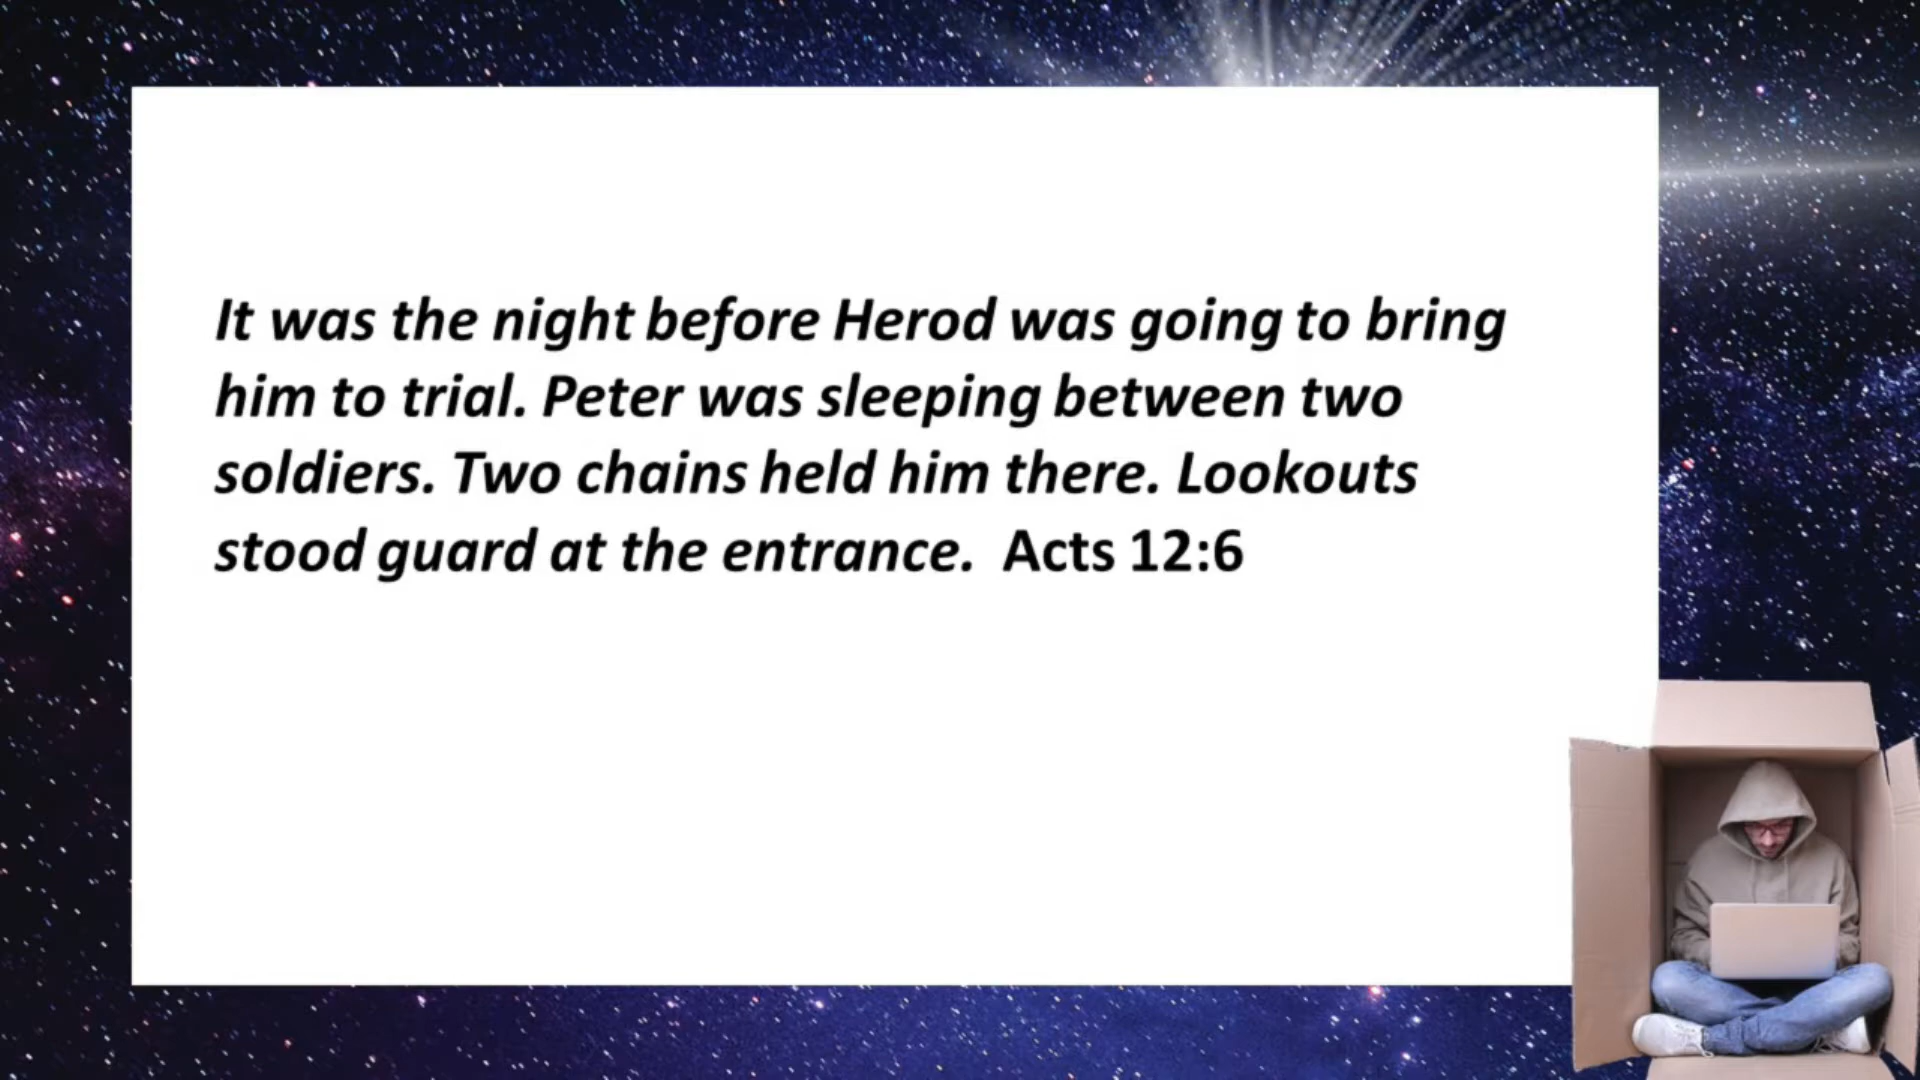 It was the night before Herod was going to bring
him to trial. Peter was sleeping between two
soldiers. Two chains held him there. Lookouts
stood guard at the entrance.  Acts 12:6